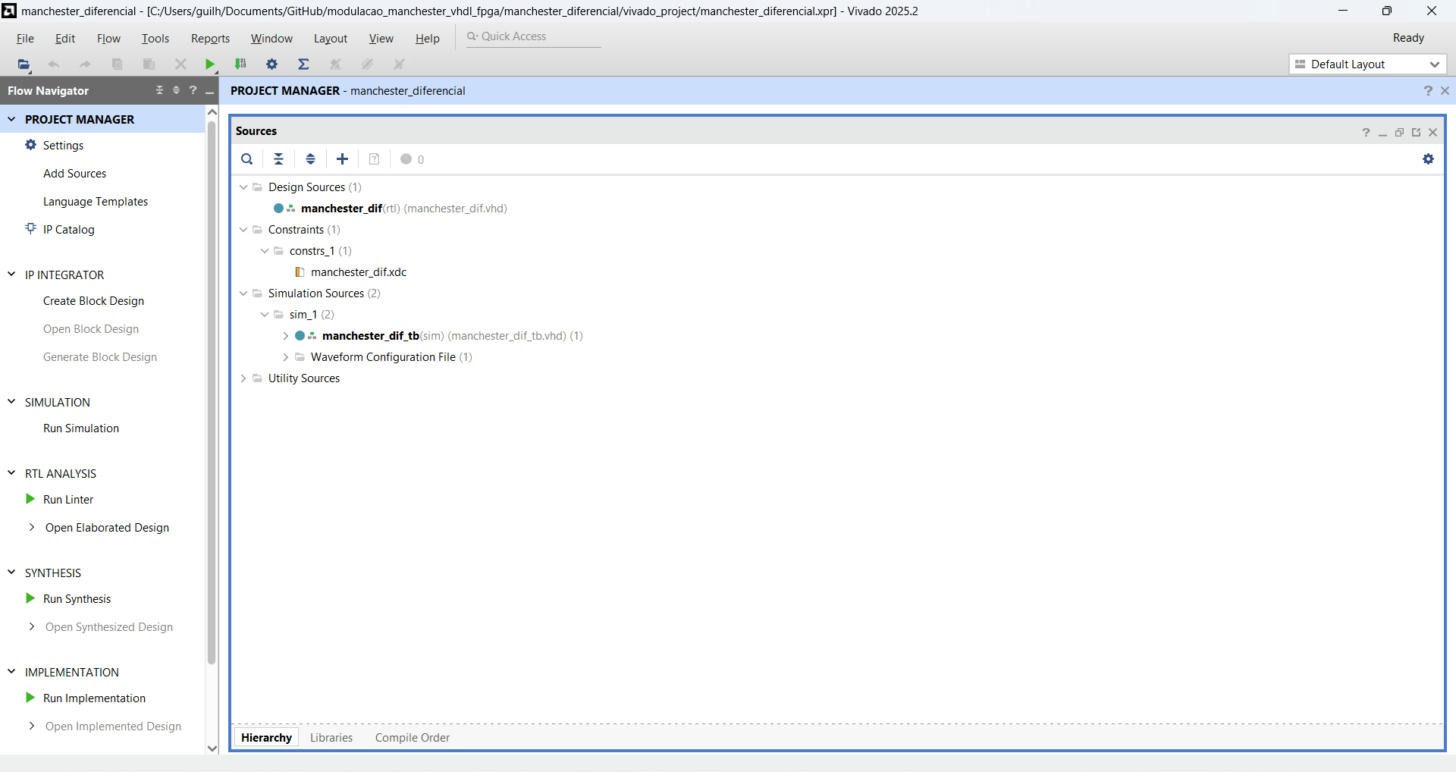 manchester_diferencial - [C:/Users/guilh/Documents/GitHub/modulacao_manchester_vhdl_fpga/manchester_diferencial/vivado_project/manchester_diferencial.xpr] - Vivado 2025.2
File Edit Flow Tools Reports Window Layout View Help Quick Access Ready
Default Layout
Flow Navigator
PROJECT MANAGER
Settings
Add Sources
Language Templates
IP Catalog
IP INTEGRATOR
Create Block Design
Open Block Design
Generate Block Design
SIMULATION
Run Simulation
RTL ANALYSIS
Run Linter
Open Elaborated Design
SYNTHESIS
Run Synthesis
Open Synthesized Design
IMPLEMENTATION
Run Implementation
Open Implemented Design
PROJECT MANAGER - manchester_diferencial
Sources
0
Design Sources (1)
manchester_dif(rtl) (manchester_dif.vhd)
Constraints (1)
constrs_1 (1)
manchester_dif.xdc
Simulation Sources (2)
sim_1 (2)
manchester_dif_tb(sim) (manchester_dif_tb.vhd) (1)
Waveform Configuration File (1)
Utility Sources
Hierarchy Libraries Compile Order